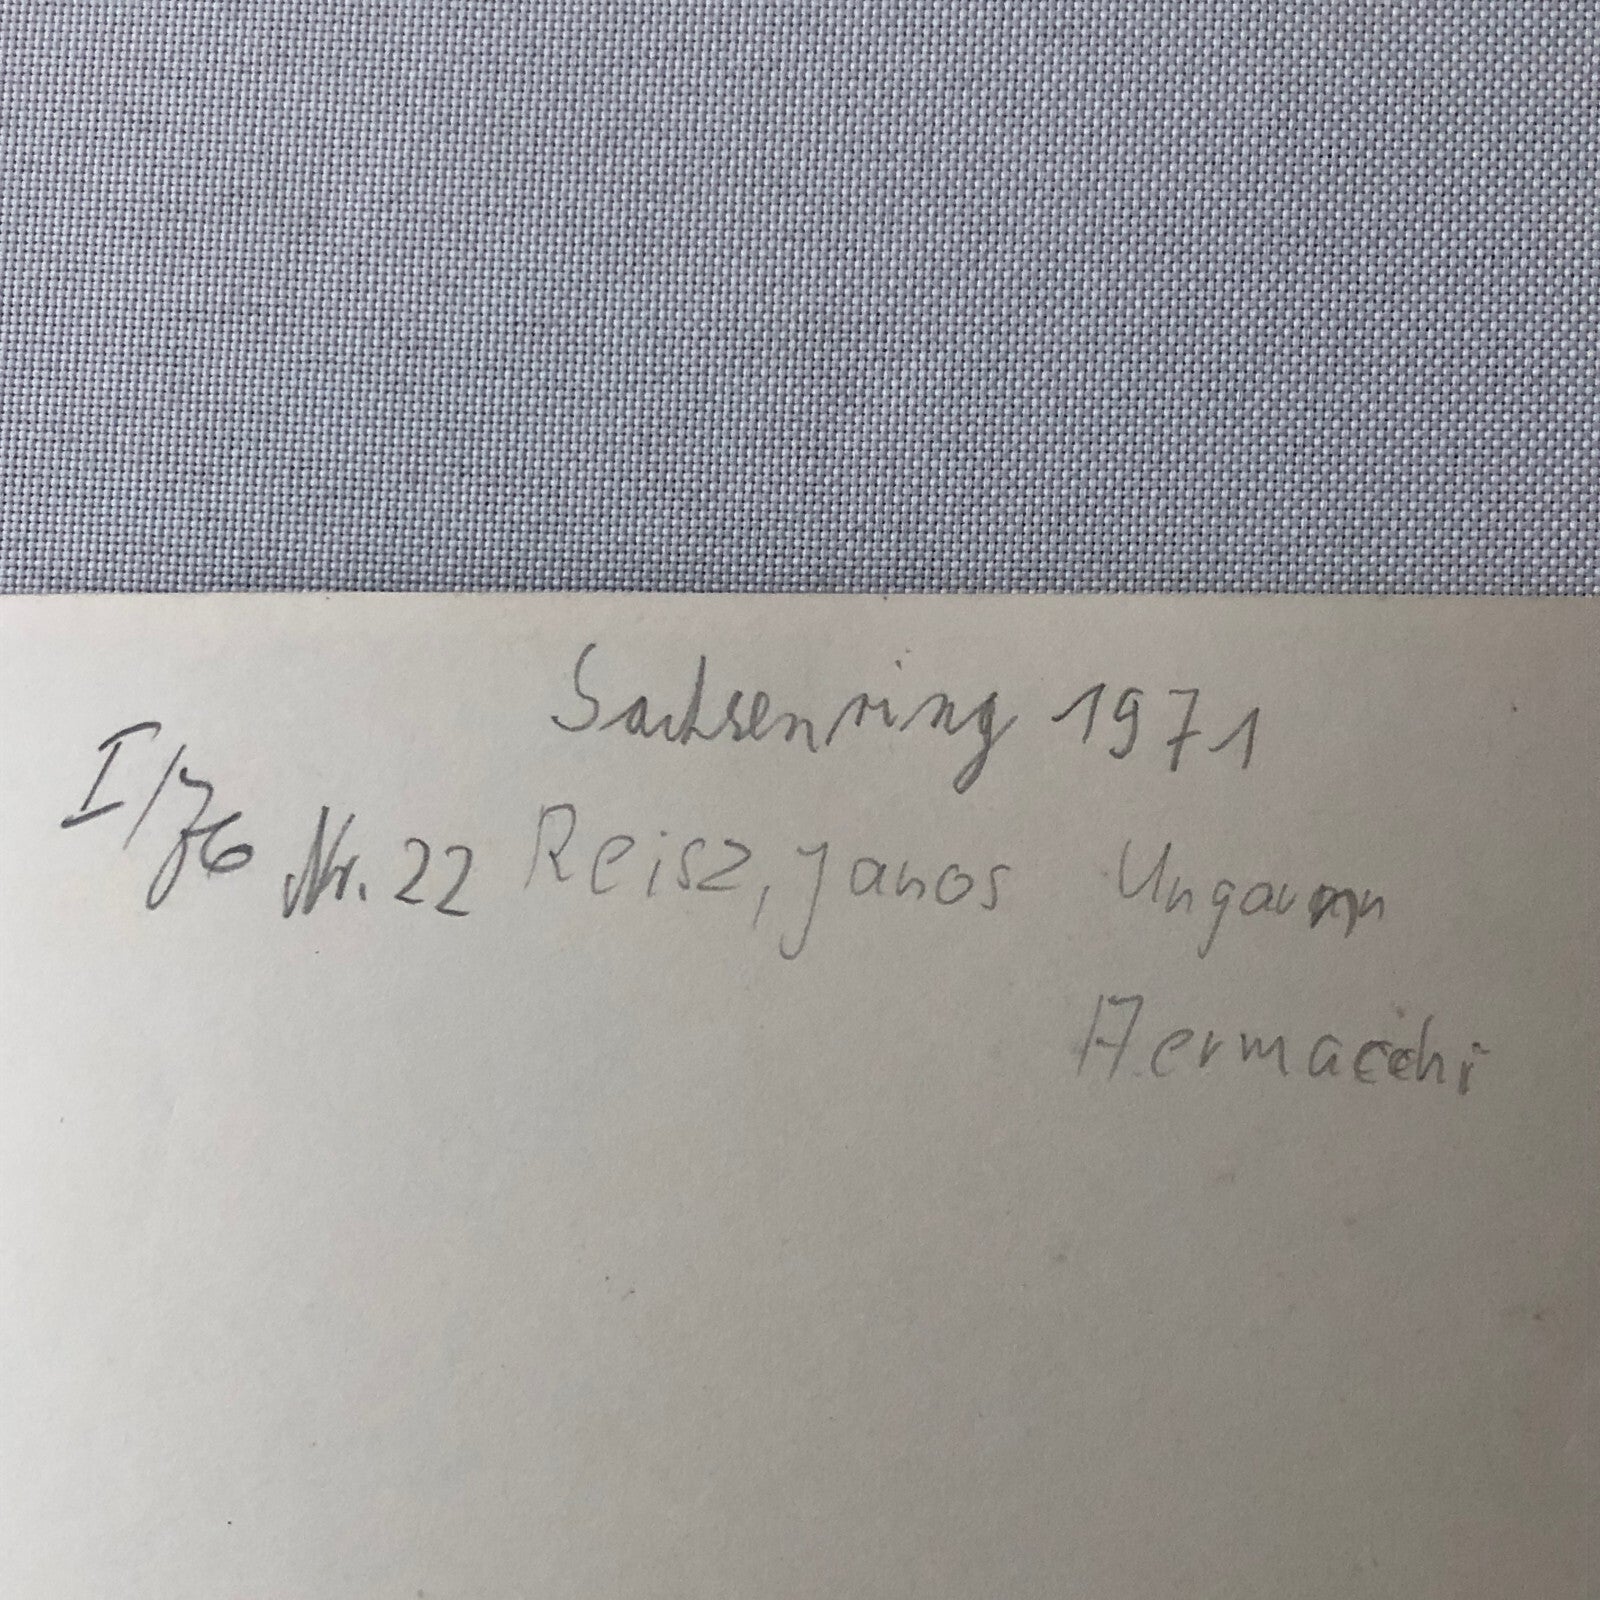 Sachsenring 1971
I/76 Nr. 22 Reisz, Janos Ungarn
Aermacchi